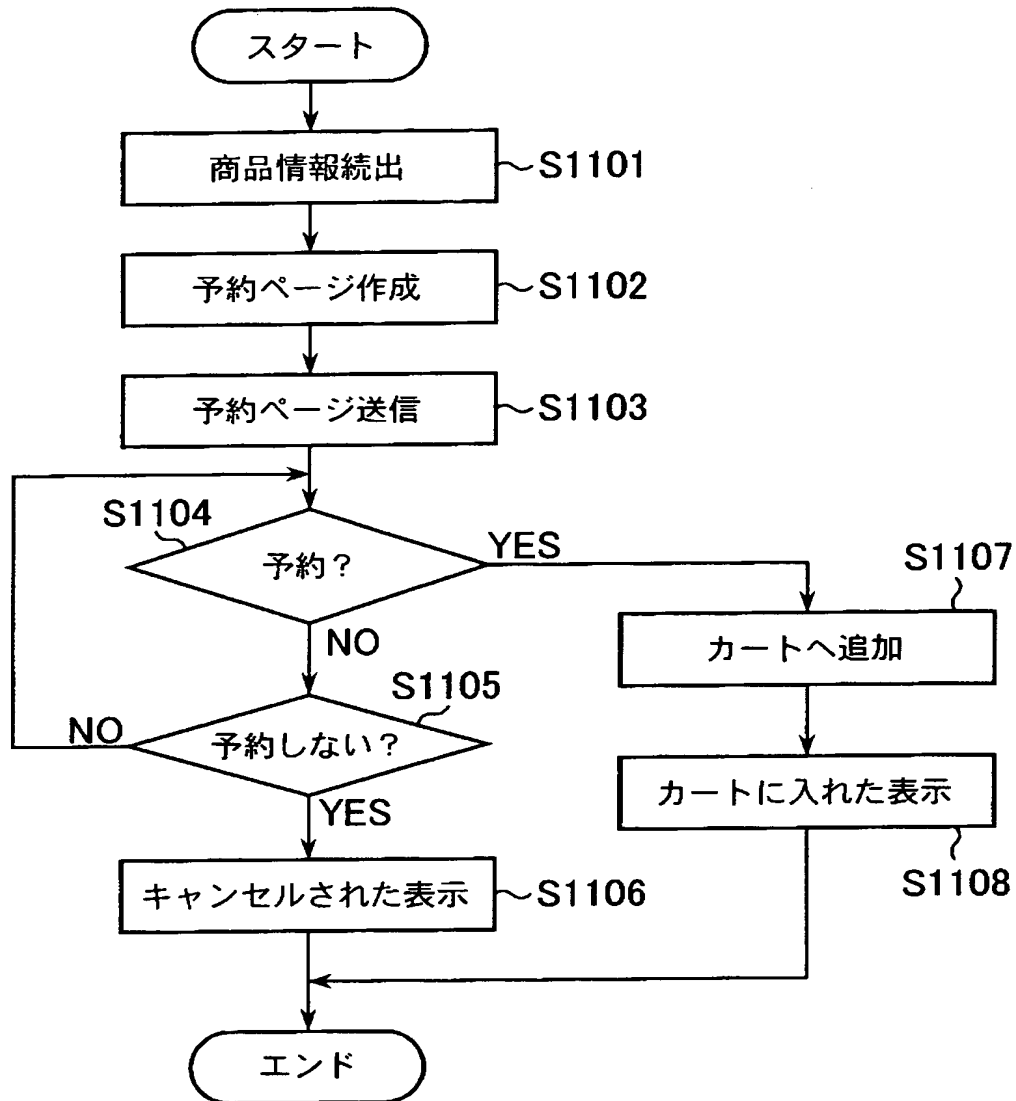 スタート
商品情報続出
S1101
予約ページ作成
S1102
予約ページ送信
S1103
S1104
予約？
YES
NO
S1107
カートへ追加
S1105
予約しない？
NO
YES
カートに入れた表示
S1108
キャンセルされた表示
S1106
エンド